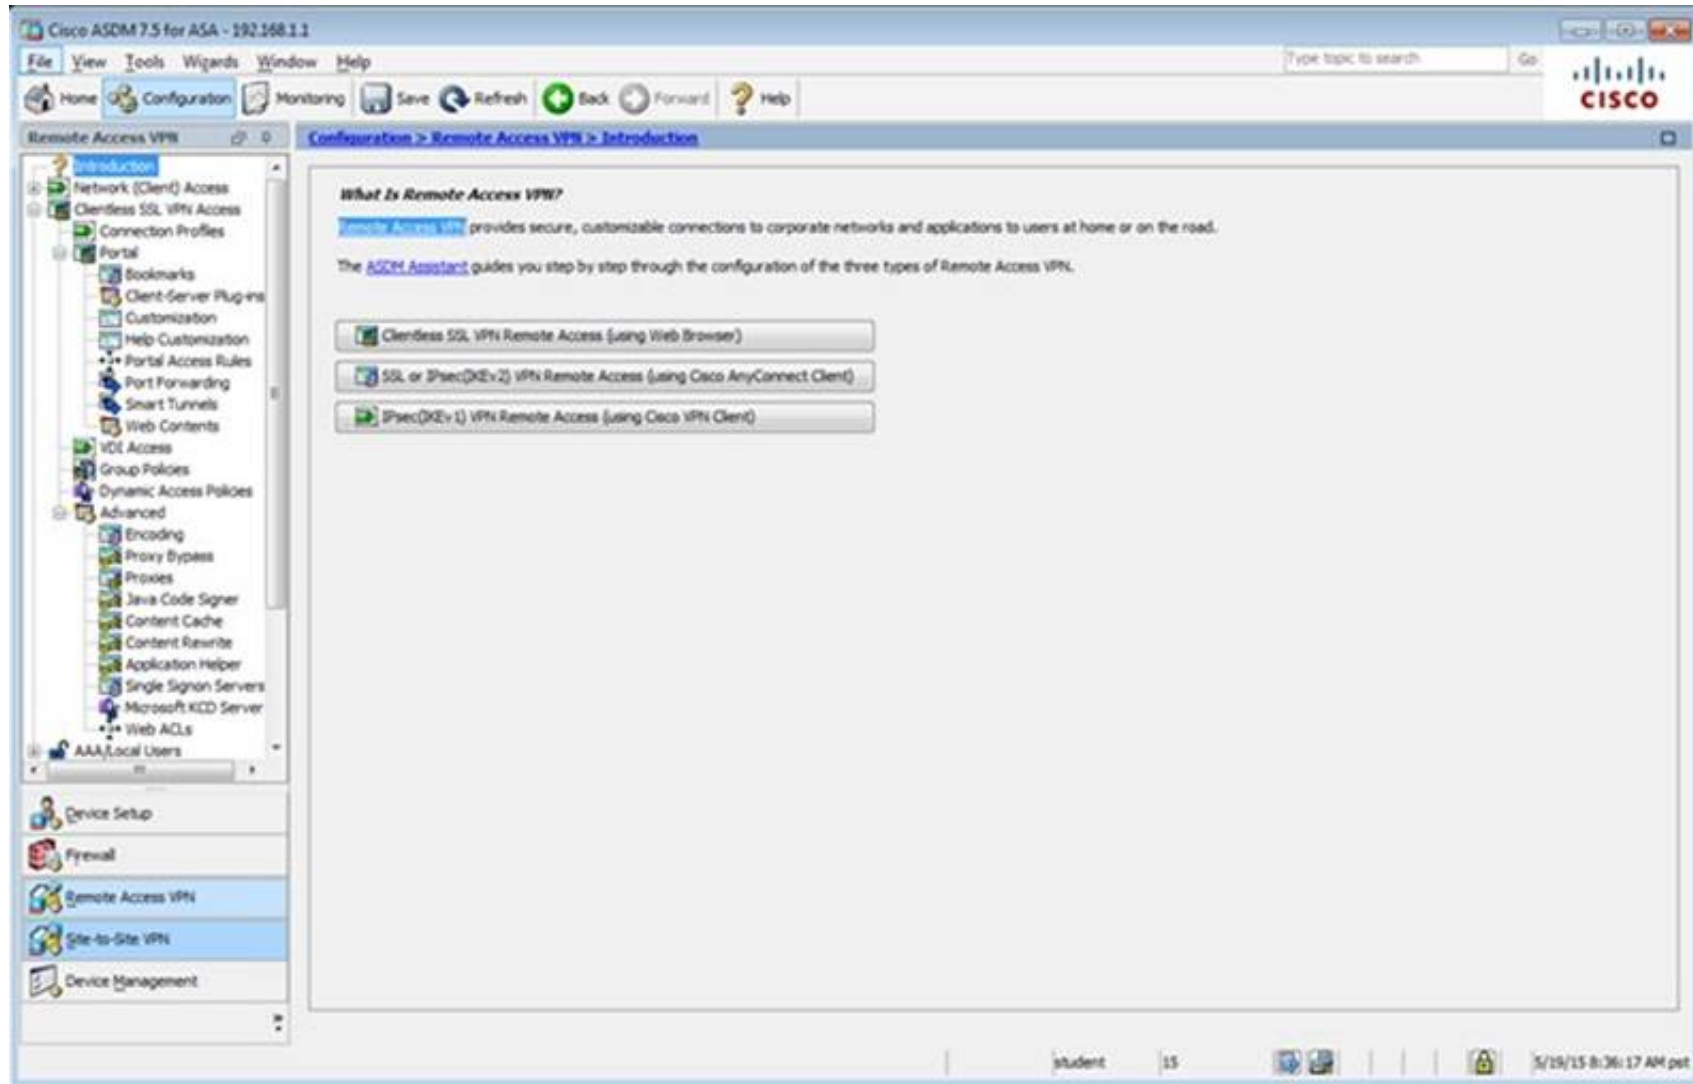 Cisco ASDM 7.5 for ASA - 192.168.1.1
File View Tools Wizards Window Help
Type topic to search Go
Home Configuration Monitoring Save Refresh Back Forward Help
CISCO
Remote Access VPN
Configuration > Remote Access VPN > Introduction
Introduction
Network (Client) Access
Clientless SSL VPN Access
Connection Profiles
Portal
Bookmarks
Client-Server Plug-ins
Customization
Help Customization
Portal Access Rules
Port Forwarding
Smart Tunnels
Web Contents
VDI Access
Group Policies
Dynamic Access Policies
Advanced
Encoding
Proxy Bypass
Proxies
Java Code Signer
Content Cache
Content Rewrite
Application Helper
Single Signon Servers
Microsoft KCD Server
Web ACLs
AAA/Local Users
Device Setup
Firewall
Remote Access VPN
Site-to-Site VPN
Device Management
What Is Remote Access VPN?
Remote Access VPN provides secure, customizable connections to corporate networks and applications to users at home or on the road.
The ASDM Assistant guides you step by step through the configuration of the three types of Remote Access VPN.
Clientless SSL VPN Remote Access (using Web Browser)
SSL or IPsec(IKEv2) VPN Remote Access (using Cisco AnyConnect Client)
IPsec(IKEv1) VPN Remote Access (using Cisco VPN Client)
student 15 5/19/15 8:36:17 AM pst